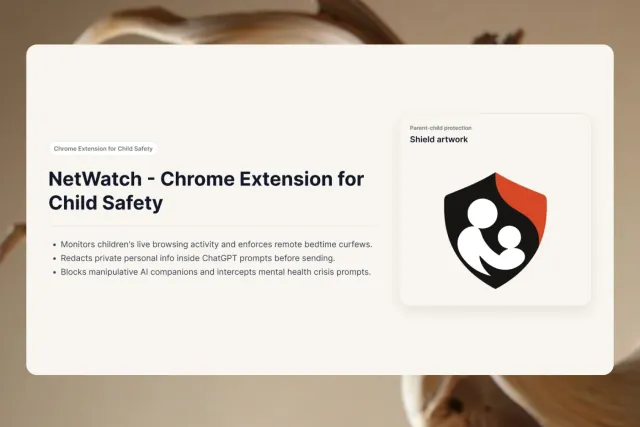 Chrome Extension for Child Safety
NetWatch - Chrome Extension for
Child Safety
• Monitors children's live browsing activity and enforces remote bedtime curfews.
• Redacts private personal info inside ChatGPT prompts before sending.
• Blocks manipulative AI companions and intercepts mental health crisis prompts.
Parent-child protection
Shield artwork